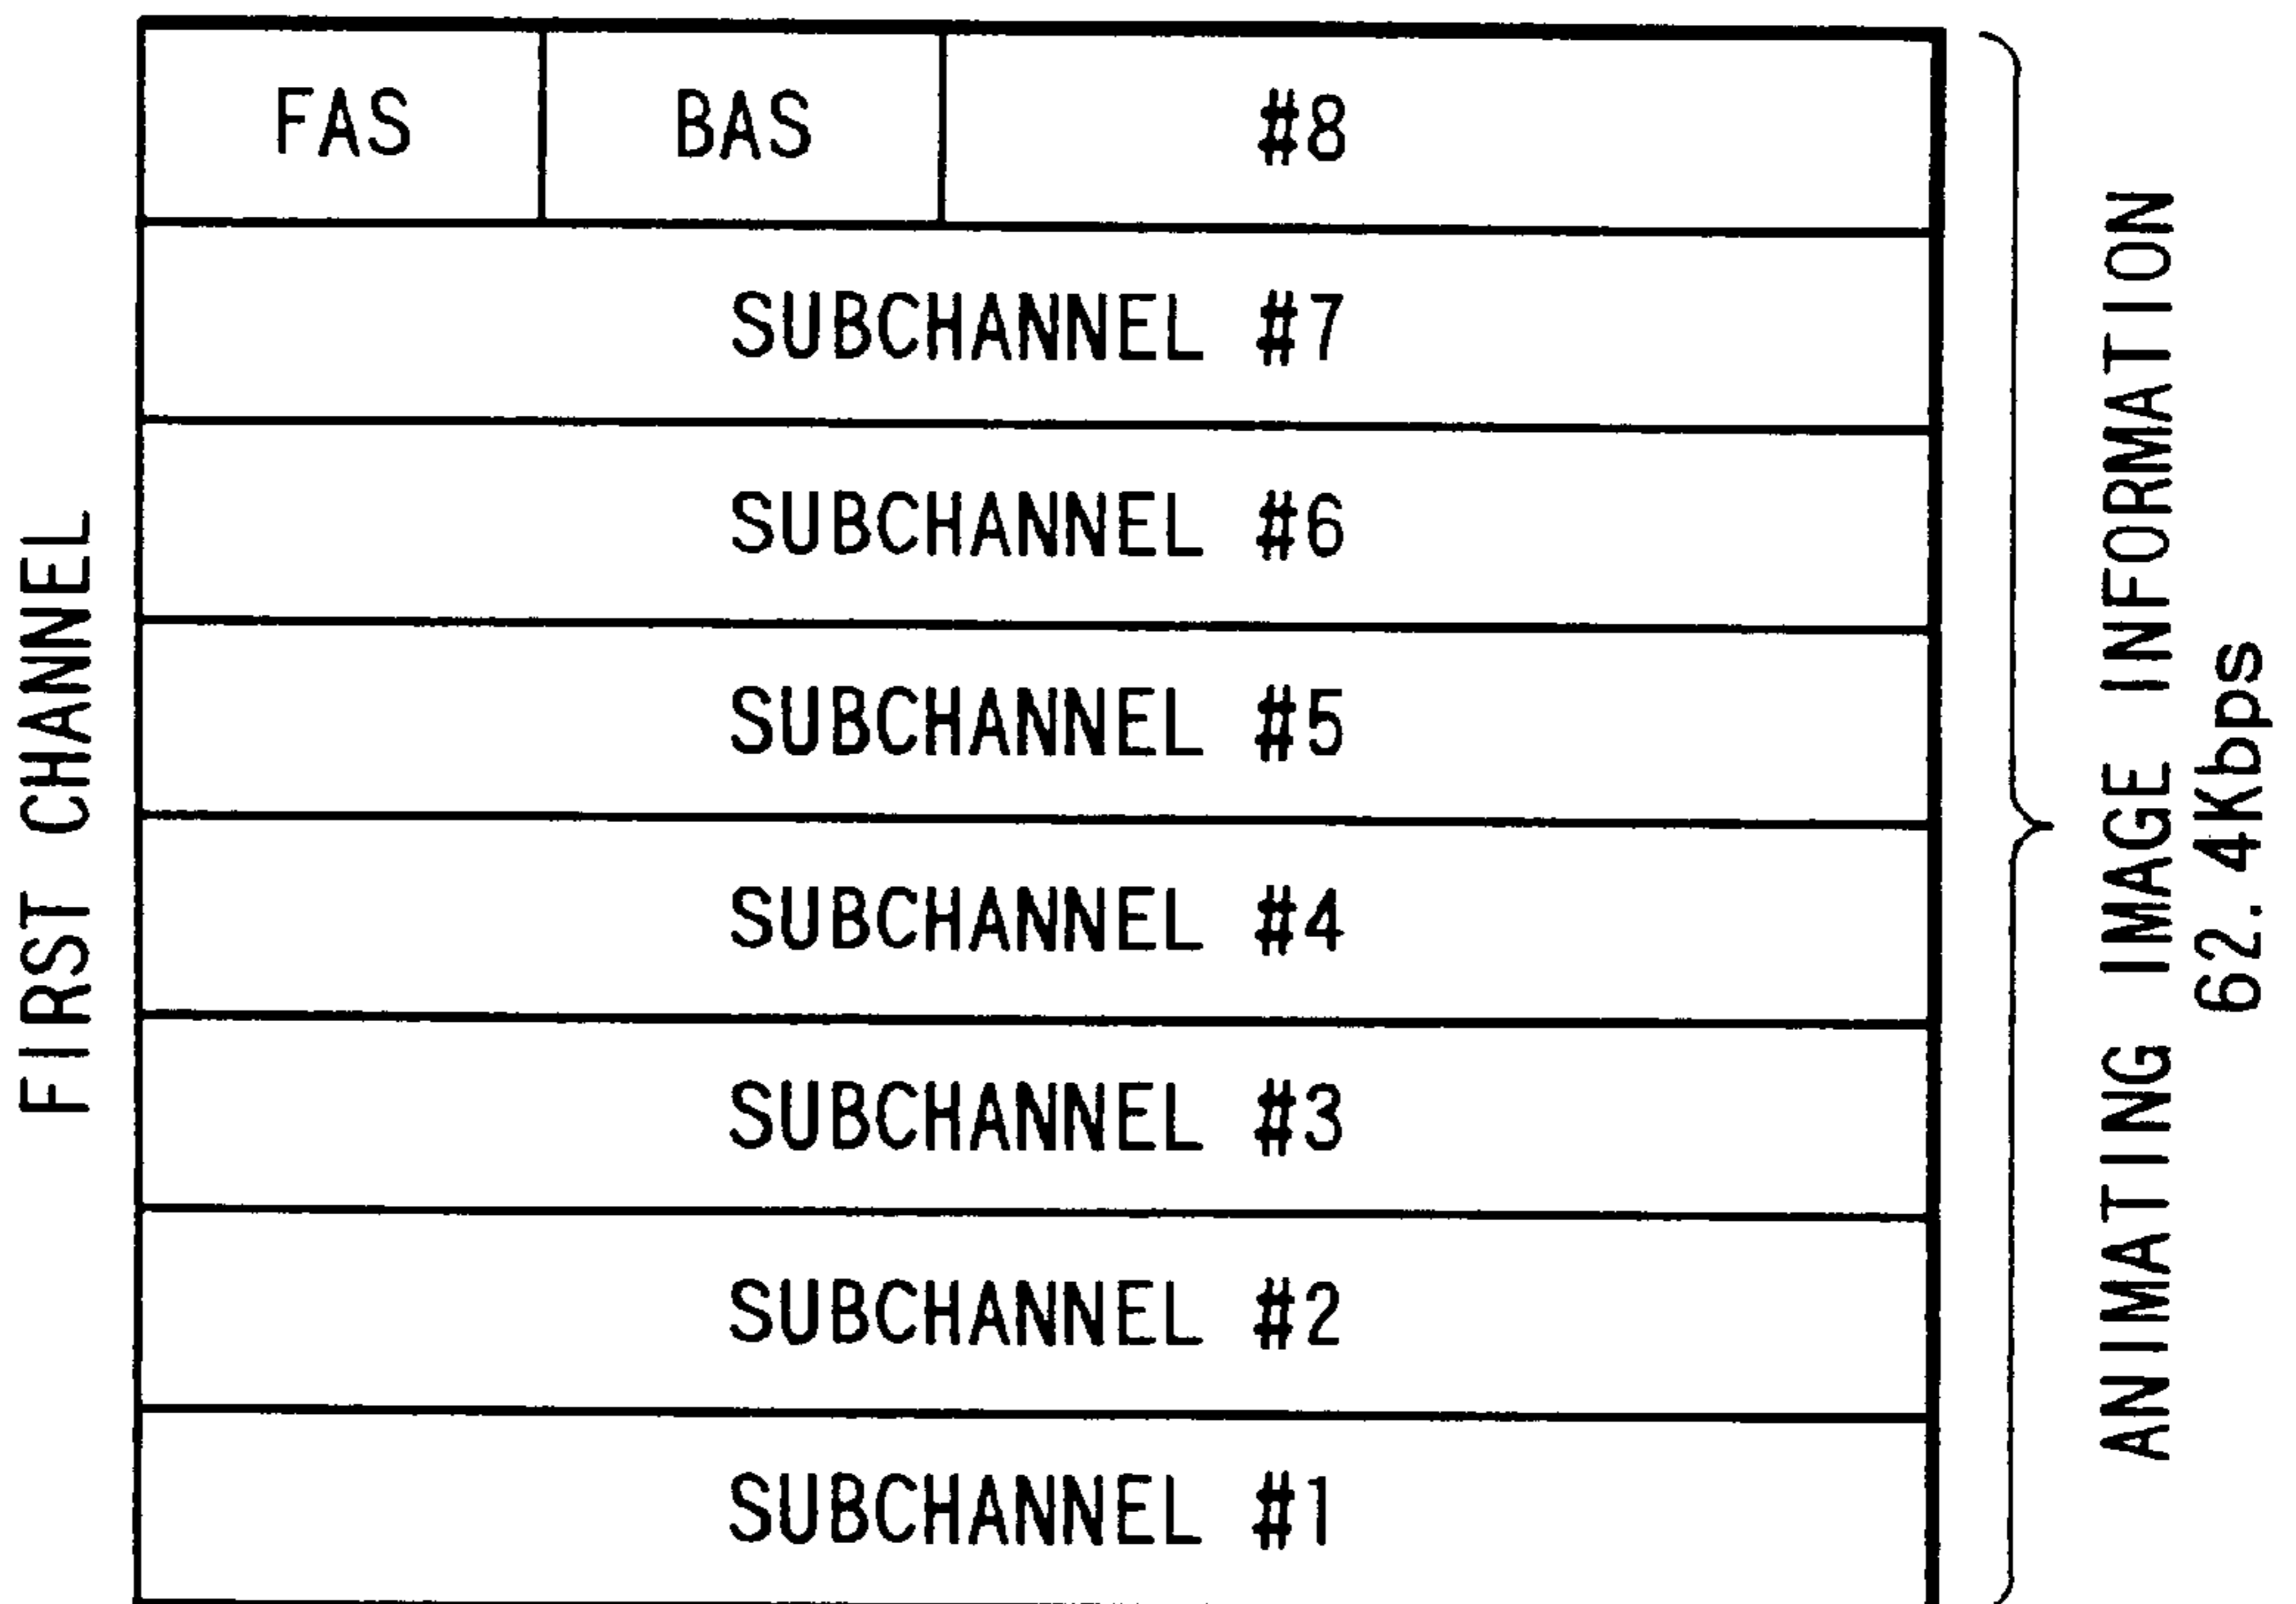 FIRST CHANNEL
FAS BAS #8
SUBCHANNEL #7
SUBCHANNEL #6
SUBCHANNEL #5
SUBCHANNEL #4
SUBCHANNEL #3
SUBCHANNEL #2
SUBCHANNEL #1
ANIMATING IMAGE INFORMATION
62.4Kbps